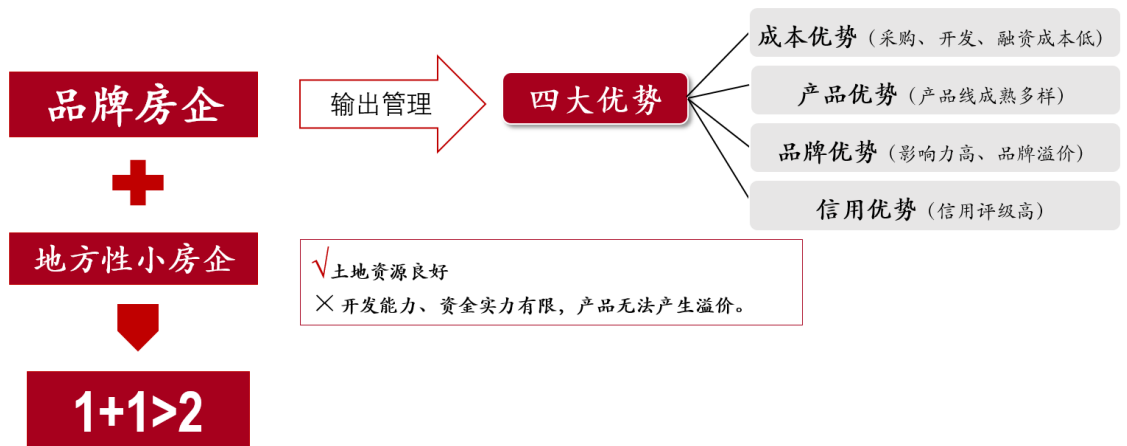 品牌房企
输出管理
四大优势
成本优势（采购、开发、融资成本低）
产品优势（产品线成熟多样）
品牌优势（影响力高、品牌溢价）
信用优势（信用评级高）
地方性小房企
√土地资源良好
×开发能力、资金实力有限，产品无法产生溢价。
1+1>2